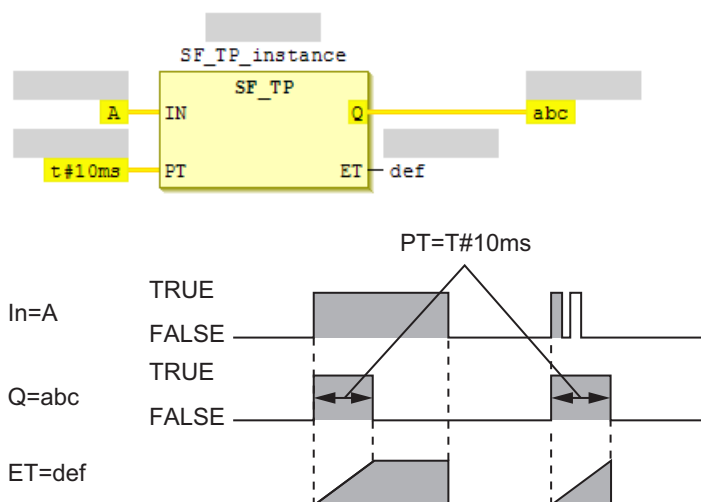 SF_TP_instance
SF_TP
A IN Q abc
t#10ms PT ET def
PT=T#10ms
TRUE
In=A
FALSE
TRUE
Q=abc
FALSE
ET=def